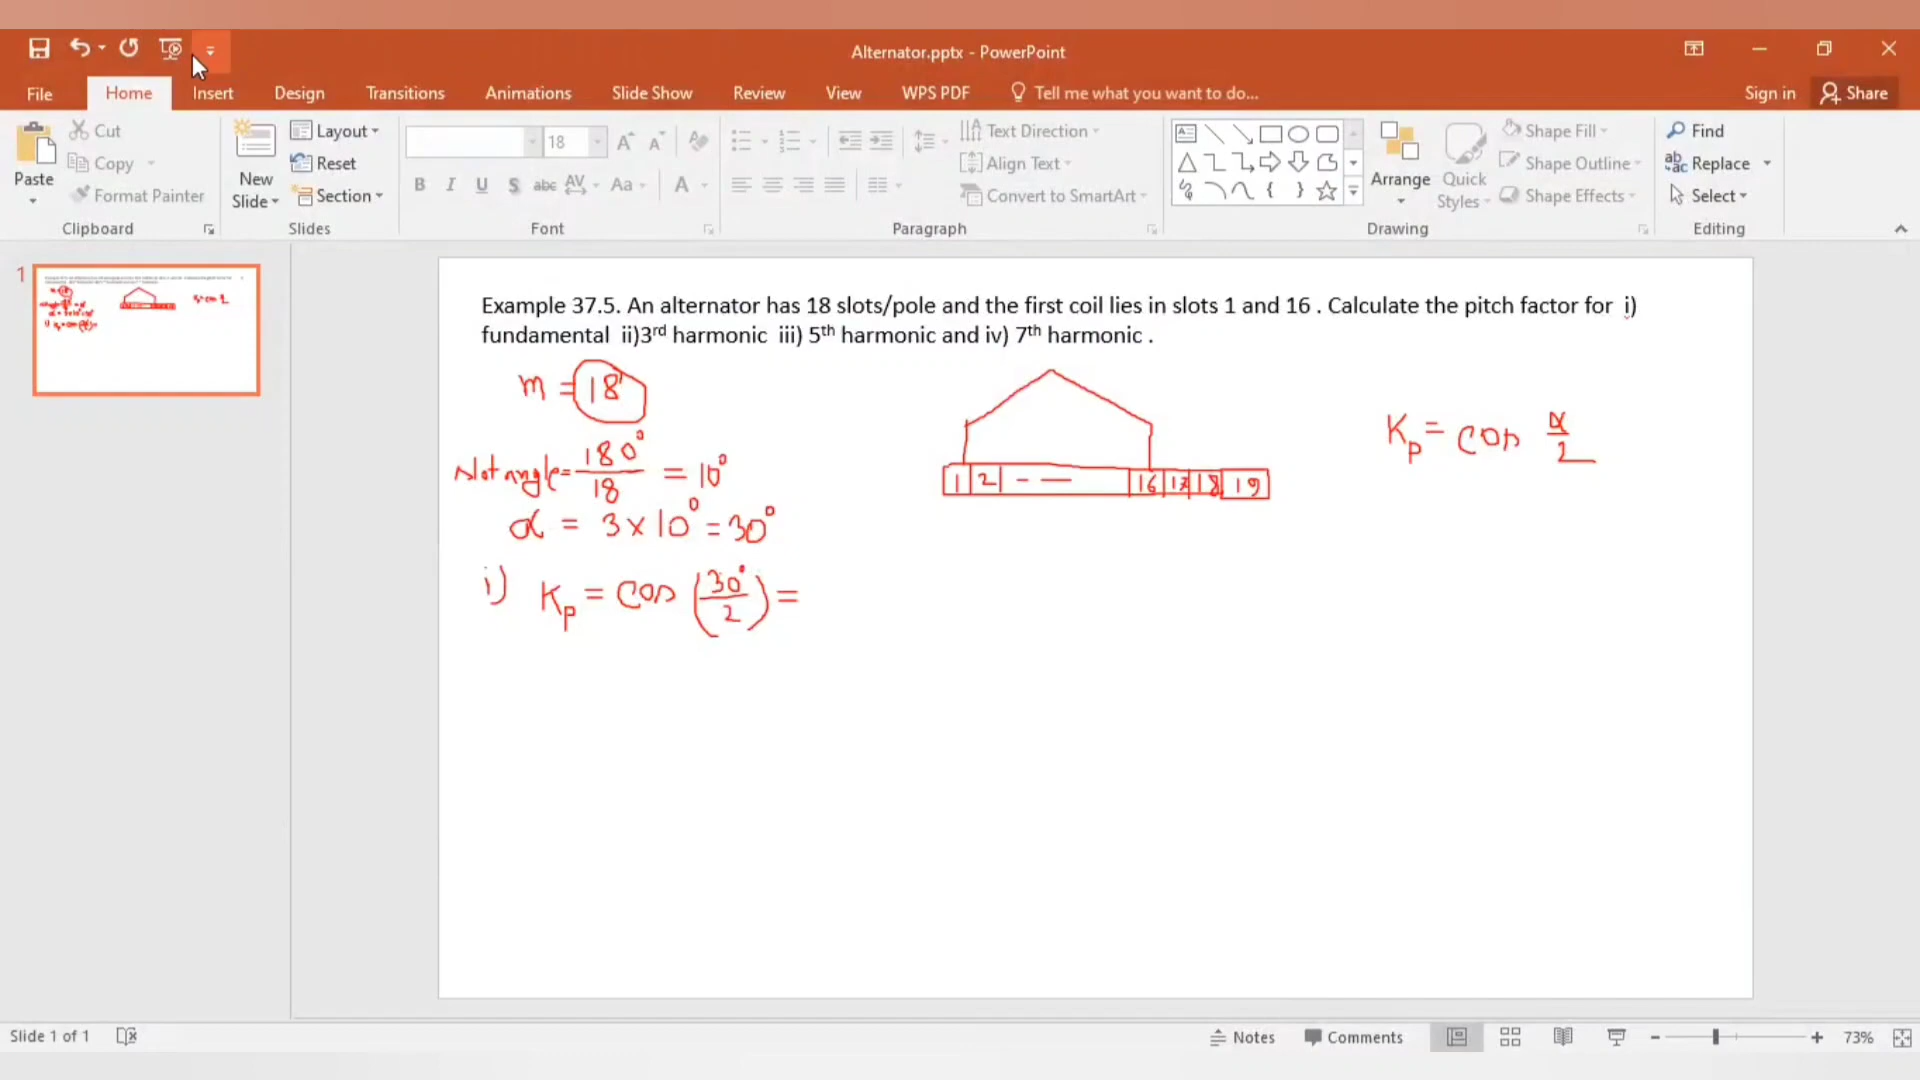 Alternator.pptx - PowerPoint
File Home Insert Design Transitions Animations Slide Show Review View WPS PDF Tell me what you want to do... Sign in Share
Paste
Cut
Copy
Format Painter
Clipboard
New Slide
Layout
Reset
Section
Slides
18
B I U S abc AV Aa A
Font
Text Direction
Align Text
Convert to SmartArt
Paragraph
Arrange
Quick Styles
Shape Fill
Shape Outline
Shape Effects
Drawing
Find
Replace
Select
Editing
1
Example 37.5. An alternator has 18 slots/pole and the first coil lies in slots 1 and 16 . Calculate the pitch factor for i)
fundamental ii)3rd harmonic iii) 5th harmonic and iv) 7th harmonic .
m = 18
Slot angle = 180°/18 = 10°
α = 3 × 10° = 30°
i) Kp = cos (30°/2) =
1 2 - — 16 17 18 19
Kp = cos α/2
Slide 1 of 1
Notes Comments 73%